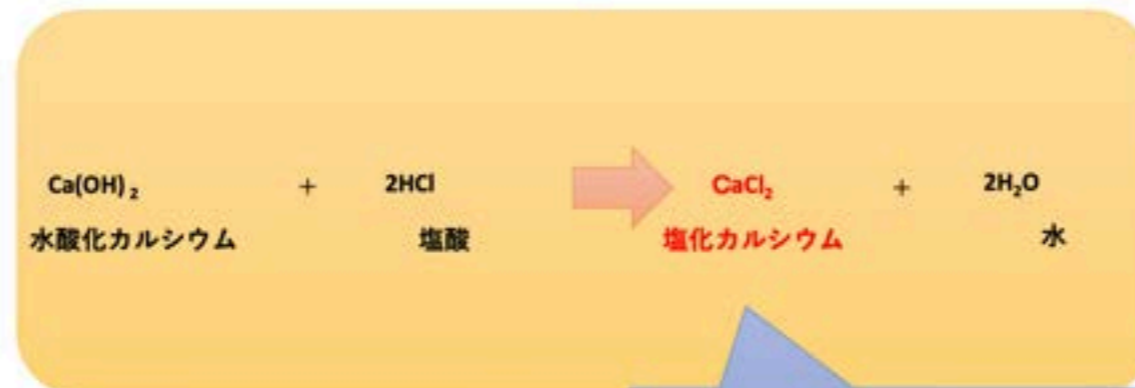 Ca(OH)₂ + 2HCl CaCl₂ + 2H₂O
水酸化カルシウム 塩酸 塩化カルシウム 水